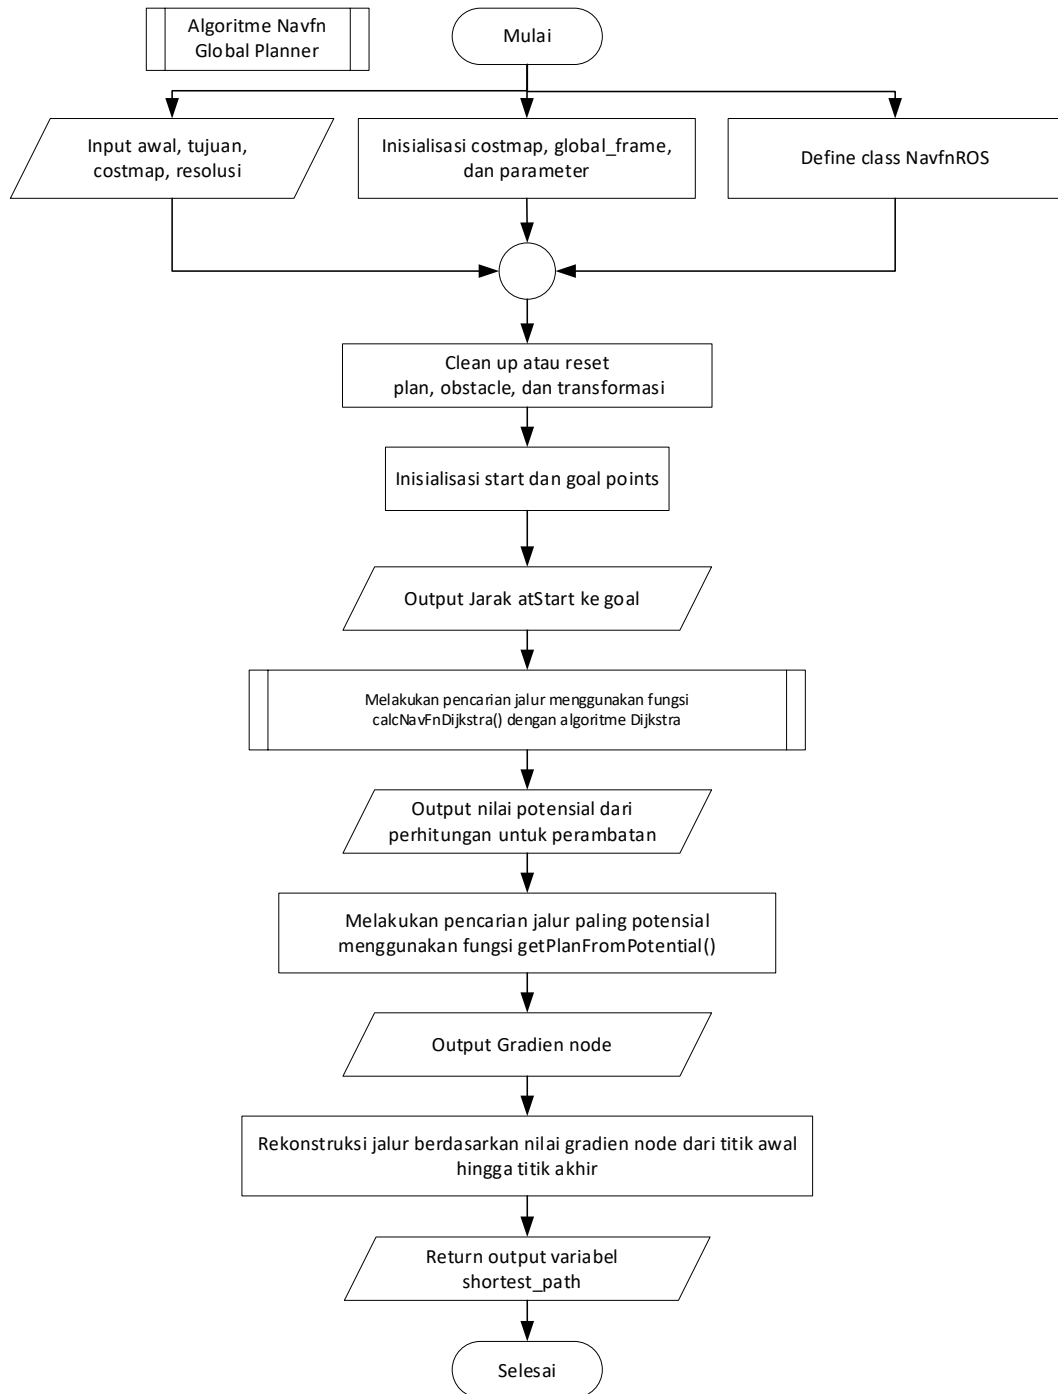 Algoritme Navfn
Global Planner
Mulai
Input awal, tujuan,
costmap, resolusi
Inisialisasi costmap, global_frame,
dan parameter
Define class NavfnROS
Clean up atau reset
plan, obstacle, dan transformasi
Inisialisasi start dan goal points
Output Jarak atStart ke goal
Melakukan pencarian jalur menggunakan fungsi
calcNavFnDijkstra() dengan algoritme Dijkstra
Output nilai potensial dari
perhitungan untuk perambatan
Melakukan pencarian jalur paling potensial
menggunakan fungsi getPlanFromPotential()
Output Gradien node
Rekonstruksi jalur berdasarkan nilai gradien node dari titik awal
hingga titik akhir
Return output variabel
shortest_path
Selesai